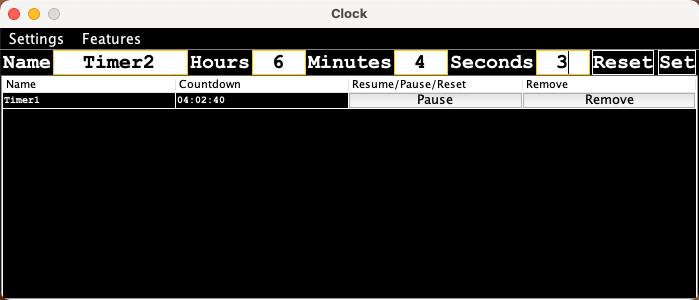 Clock
Settings Features
Name Timer2 Hours 6 Minutes 4 Seconds 3 Reset Set
Name Countdown Resume/Pause/Reset Remove
Timer1 04:02:40 Pause Remove